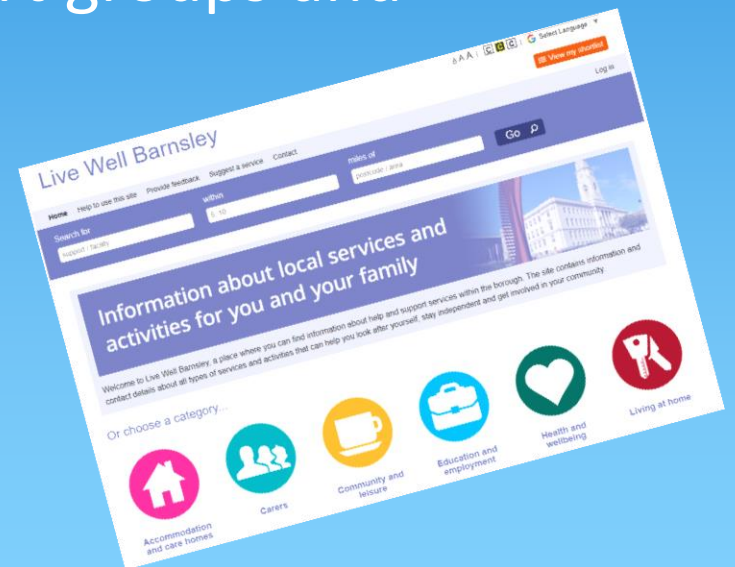 groups and
A A A | C C C | G Select Language ▼
View my shortlist
Live Well Barnsley
Log in
Home Help to use this site Provide feedback Suggest a service Contact
Search for
within
miles of
support / facility
5, 10
postcode / area
Go
Information about local services and
activities for you and your family
Welcome to Live Well Barnsley, a place where you can find information about help and support services within the borough. The site contains information and
contact details about all types of services and activities that can help you look after yourself, stay independent and get involved in your community.
Or choose a category...
Accommodation
and care homes
Carers
Community and
leisure
Education and
employment
Health and
wellbeing
Living at home